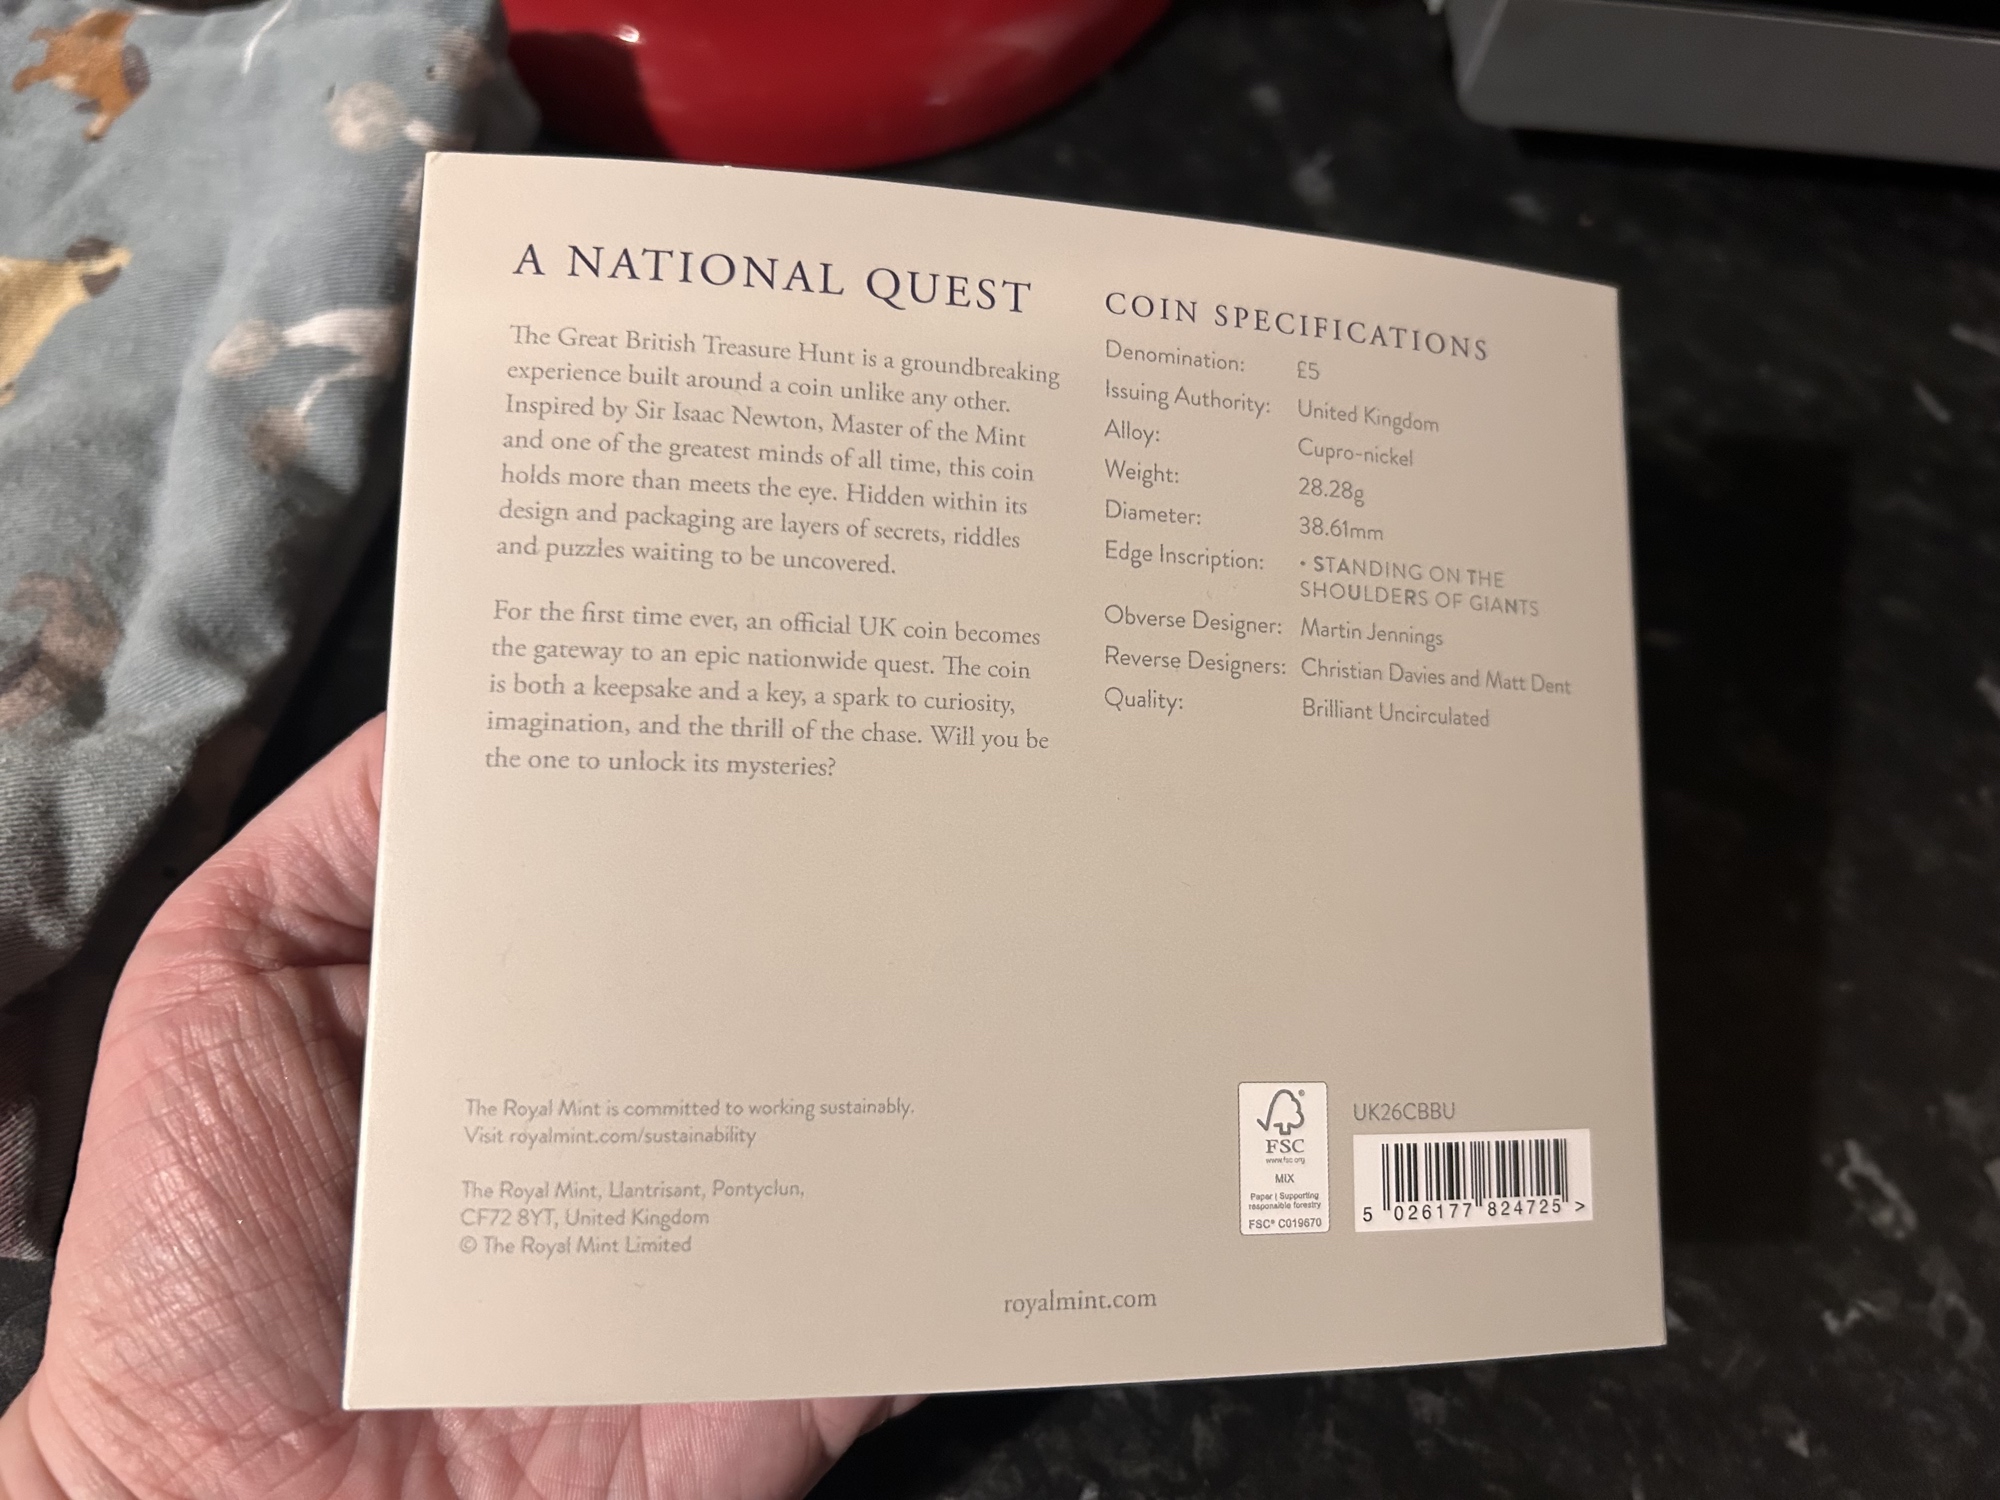 A NATIONAL QUEST
The Great British Treasure Hunt is a groundbreaking
experience built around a coin unlike any other.
Inspired by Sir Isaac Newton, Master of the Mint
and one of the greatest minds of all time, this coin
holds more than meets the eye. Hidden within its
design and packaging are layers of secrets, riddles
and puzzles waiting to be uncovered.
For the first time ever, an official UK coin becomes
the gateway to an epic nationwide quest. The coin
is both a keepsake and a key, a spark to curiosity,
imagination, and the thrill of the chase. Will you be
the one to unlock its mysteries?
COIN SPECIFICATIONS
Denomination: £5
Issuing Authority: United Kingdom
Alloy: Cupro-nickel
Weight: 28.28g
Diameter: 38.61mm
Edge Inscription: • STANDING ON THE
SHOULDERS OF GIANTS
Obverse Designer: Martin Jennings
Reverse Designers: Christian Davies and Matt Dent
Quality: Brilliant Uncirculated
The Royal Mint is committed to working sustainably.
Visit royalmint.com/sustainability
The Royal Mint, Llantrisant, Pontyclun,
CF72 8YT, United Kingdom
© The Royal Mint Limited
FSC
www.fsc.org
MIX
Paper | Supporting
responsible forestry
FSC® C019670
UK26CBBU
5 026177 824725 >
royalmint.com